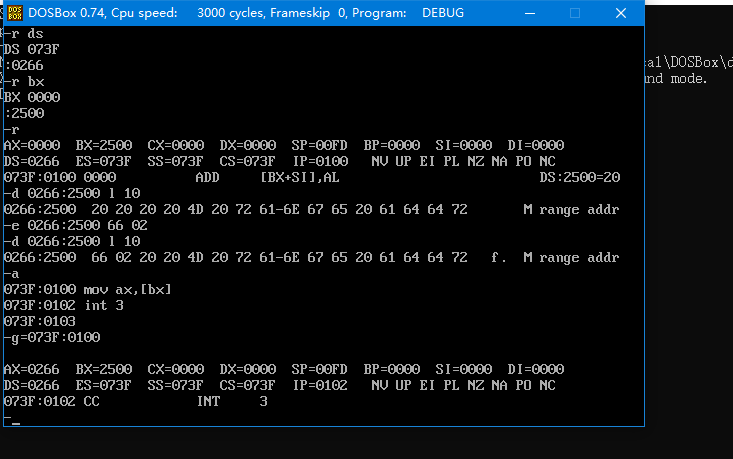 DOSBox 0.74, Cpu speed: 3000 cycles, Frameskip 0, Program: DEBUG
-r ds
DS 073F
:0266
-r bx
BX 0000
:2500
-r
AX=0000 BX=2500 CX=0000 DX=0000 SP=00FD BP=0000 SI=0000 DI=0000
DS=0266 ES=073F SS=073F CS=073F IP=0100 NV UP EI PL NZ NA PO NC
073F:0100 0000 ADD [BX+SI],AL DS:2500=20
-d 0266:2500 l 10
0266:2500 20 20 20 20 4D 20 72 61-6E 67 65 20 61 64 64 72 M range addr
-e 0266:2500 66 02
-d 0266:2500 l 10
0266:2500 66 02 20 20 4D 20 72 61-6E 67 65 20 61 64 64 72 f. M range addr
-a
073F:0100 mov ax,[bx]
073F:0102 int 3
073F:0103
-g=073F:0100
AX=0266 BX=2500 CX=0000 DX=0000 SP=00FD BP=0000 SI=0000 DI=0000
DS=0266 ES=073F SS=073F CS=073F IP=0102 NV UP EI PL NZ NA PO NC
073F:0102 CC INT 3
-_
cal\DOSBox\d
nd mode.